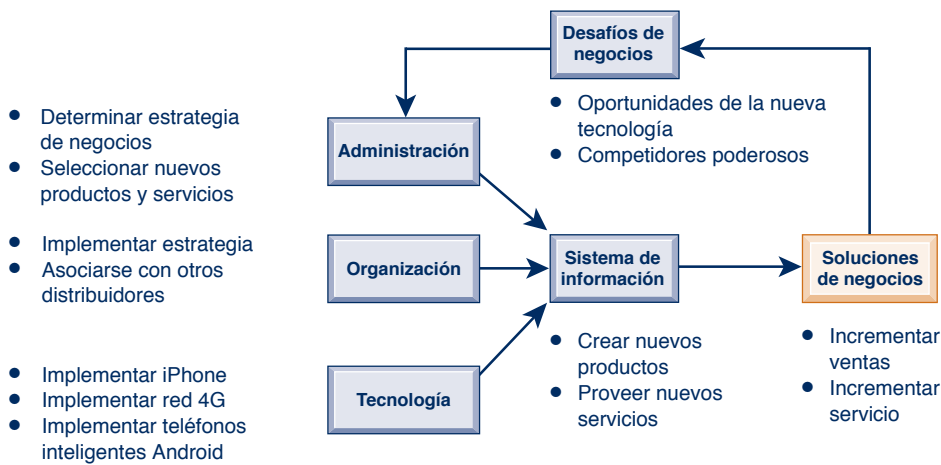 Desafíos de
negocios
● Oportunidades de la nueva
tecnología
● Competidores poderosos
● Determinar estrategia
de negocios
● Seleccionar nuevos
productos y servicios
Administración
● Implementar estrategia
● Asociarse con otros
distribuidores
Organización
Sistema de
información
Soluciones
de negocios
● Crear nuevos
productos
● Proveer nuevos
servicios
● Incrementar
ventas
● Incrementar
servicio
● Implementar iPhone
● Implementar red 4G
● Implementar teléfonos
inteligentes Android
Tecnología